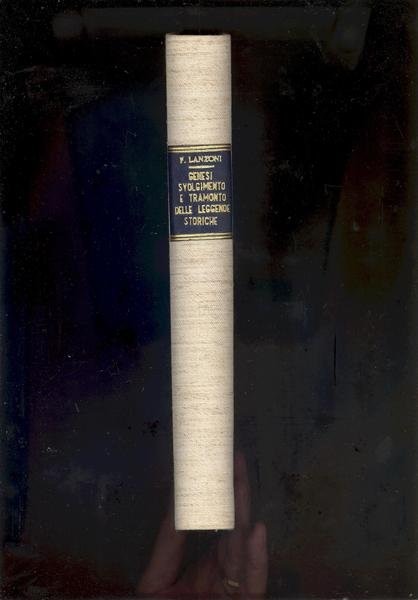 F. LANZONI
GENESI
SVOLGIMENTO
E TRAMONTO
DELLE LEGGENDE
STORICHE